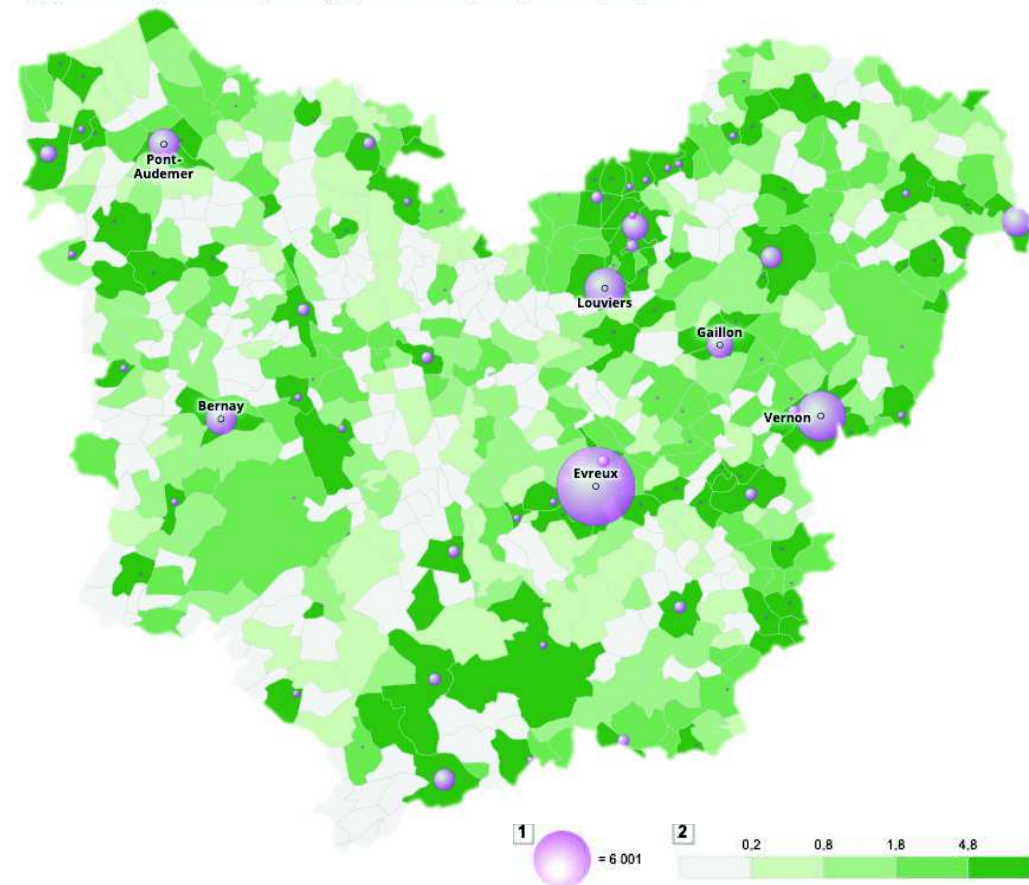 Pont-
Audemer
Louviers
Gaillon
Bernay
Vernon
Evreux
1
= 6 001
2
0,2
0,8
1,8
4,8